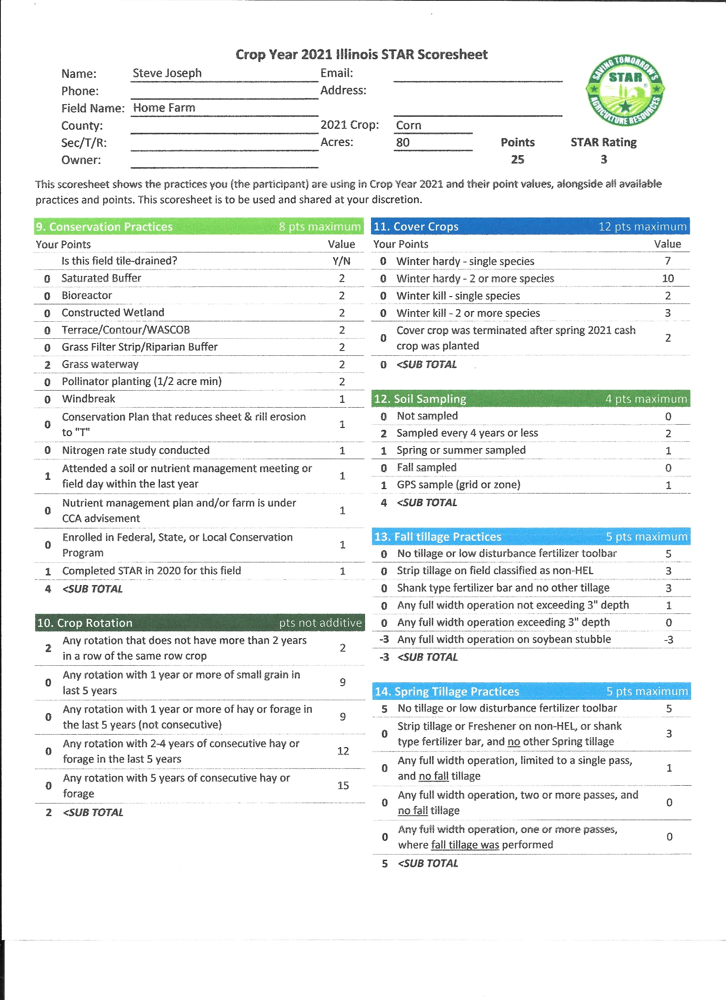 Crop Year 2021 Illinois STAR Scoresheet
SAVING TOMORROW'S
STAR
®
AGRICULTURE RESOURCES
Name: Steve Joseph Email:
Phone: Address:
Field Name: Home Farm
County: 2021 Crop: Corn
Sec/T/R: Acres: 80 Points STAR Rating
Owner: 25 3
This scoresheet shows the practices you (the participant) are using in Crop Year 2021 and their point values, alongside all available
practices and points. This scoresheet is to be used and shared at your discretion.
9. Conservation Practices 8 pts maximum
Your Points Value
Is this field tile-drained? Y/N
0 Saturated Buffer 2
0 Bioreactor 2
0 Constructed Wetland 2
0 Terrace/Contour/WASCOB 2
0 Grass Filter Strip/Riparian Buffer 2
2 Grass waterway 2
0 Pollinator planting (1/2 acre min) 2
0 Windbreak 1
0 Conservation Plan that reduces sheet & rill erosion 1
to "T"
0 Nitrogen rate study conducted 1
1 Attended a soil or nutrient management meeting or 1
field day within the last year
0 Nutrient management plan and/or farm is under 1
CCA advisement
0 Enrolled in Federal, State, or Local Conservation 1
Program
1 Completed STAR in 2020 for this field 1
4 <SUB TOTAL
10. Crop Rotation pts not additive
2 Any rotation that does not have more than 2 years 2
in a row of the same row crop
0 Any rotation with 1 year or more of small grain in 9
last 5 years
0 Any rotation with 1 year or more of hay or forage in 9
the last 5 years (not consecutive)
0 Any rotation with 2-4 years of consecutive hay or 12
forage in the last 5 years
0 Any rotation with 5 years of consecutive hay or 15
forage
2 <SUB TOTAL
11. Cover Crops 12 pts maximum
Your Points Value
0 Winter hardy - single species 7
0 Winter hardy - 2 or more species 10
0 Winter kill - single species 2
0 Winter kill - 2 or more species 3
0 Cover crop was terminated after spring 2021 cash 2
crop was planted
0 <SUB TOTAL
12. Soil Sampling 4 pts maximum
0 Not sampled 0
2 Sampled every 4 years or less 2
1 Spring or summer sampled 1
0 Fall sampled 0
1 GPS sample (grid or zone) 1
4 <SUB TOTAL
13. Fall tillage Practices 5 pts maximum
0 No tillage or low disturbance fertilizer toolbar 5
0 Strip tillage on field classified as non-HEL 3
0 Shank type fertilizer bar and no other tillage 3
0 Any full width operation not exceeding 3" depth 1
0 Any full width operation exceeding 3" depth 0
-3 Any full width operation on soybean stubble -3
-3 <SUB TOTAL
14. Spring Tillage Practices 5 pts maximum
5 No tillage or low disturbance fertilizer toolbar 5
0 Strip tillage or Freshener on non-HEL, or shank 3
type fertilizer bar, and no other Spring tillage
0 Any full width operation, limited to a single pass, 1
and no fall tillage
0 Any full width operation, two or more passes, and 0
no fall tillage
0 Any full width operation, one or more passes, 0
where fall tillage was performed
5 <SUB TOTAL